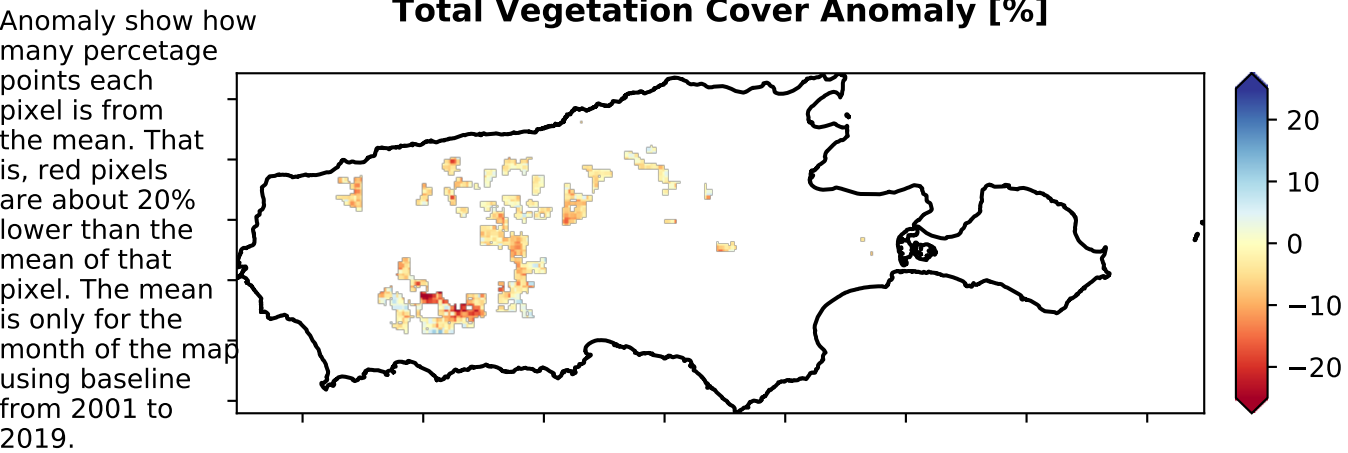 Total Vegetation Cover Anomaly [%]
Anomaly show how
many percetage
points each
pixel is from
the mean. That
is, red pixels
are about 20%
lower than the
mean of that
pixel. The mean
is only for the
month of the map
using baseline
from 2001 to
2019.
20
10
0
−10
−20